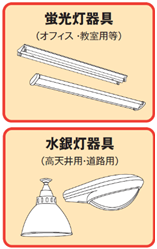 蛍光灯器具
（オフィス・教室用等）
水銀灯器具
（高天井用・道路用）